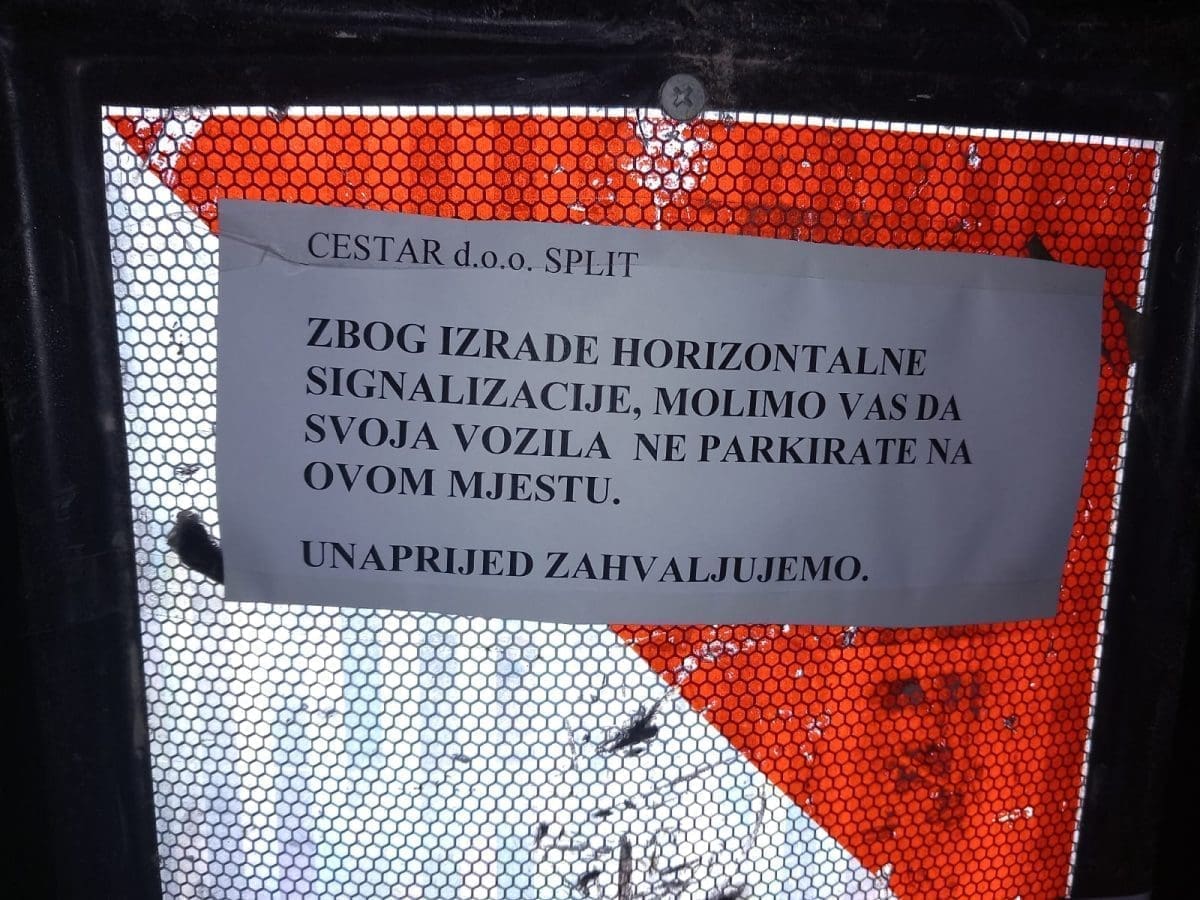 CESTAR d.o.o. SPLIT
ZBOG IZRADE HORIZONTALNE
SIGNALIZACIJE, MOLIMO VAS DA
SVOJA VOZILA NE PARKIRATE NA
OVOM MJESTU.
UNAPRIJED ZAHVALJUJEMO.